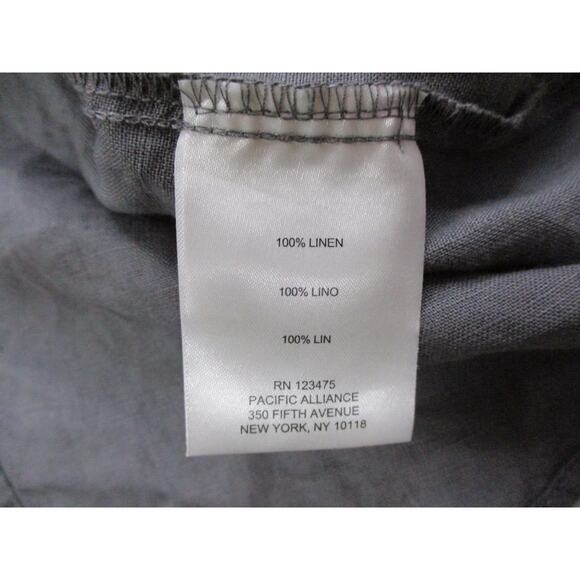 100% LINEN
100% LINO
100% LIN
RN 123475
PACIFIC ALLIANCE
350 FIFTH AVENUE
NEW YORK, NY 10118